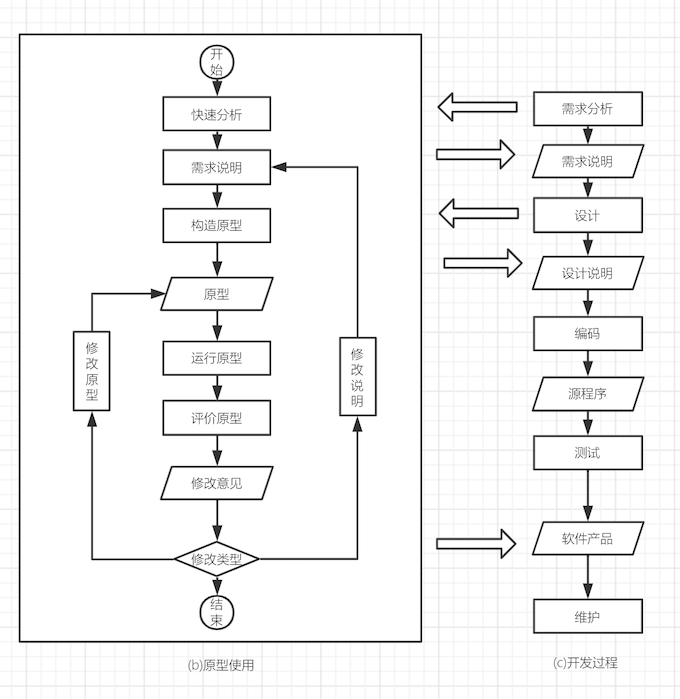 开
始
快速分析
需求说明
构造原型
原型
修
改
原
型
运行原型
修
改
说
明
评价原型
修改意见
修改类型
结
束
(b)原型使用
需求分析
需求说明
设计
设计说明
编码
源程序
测试
软件产品
维护
(c)开发过程